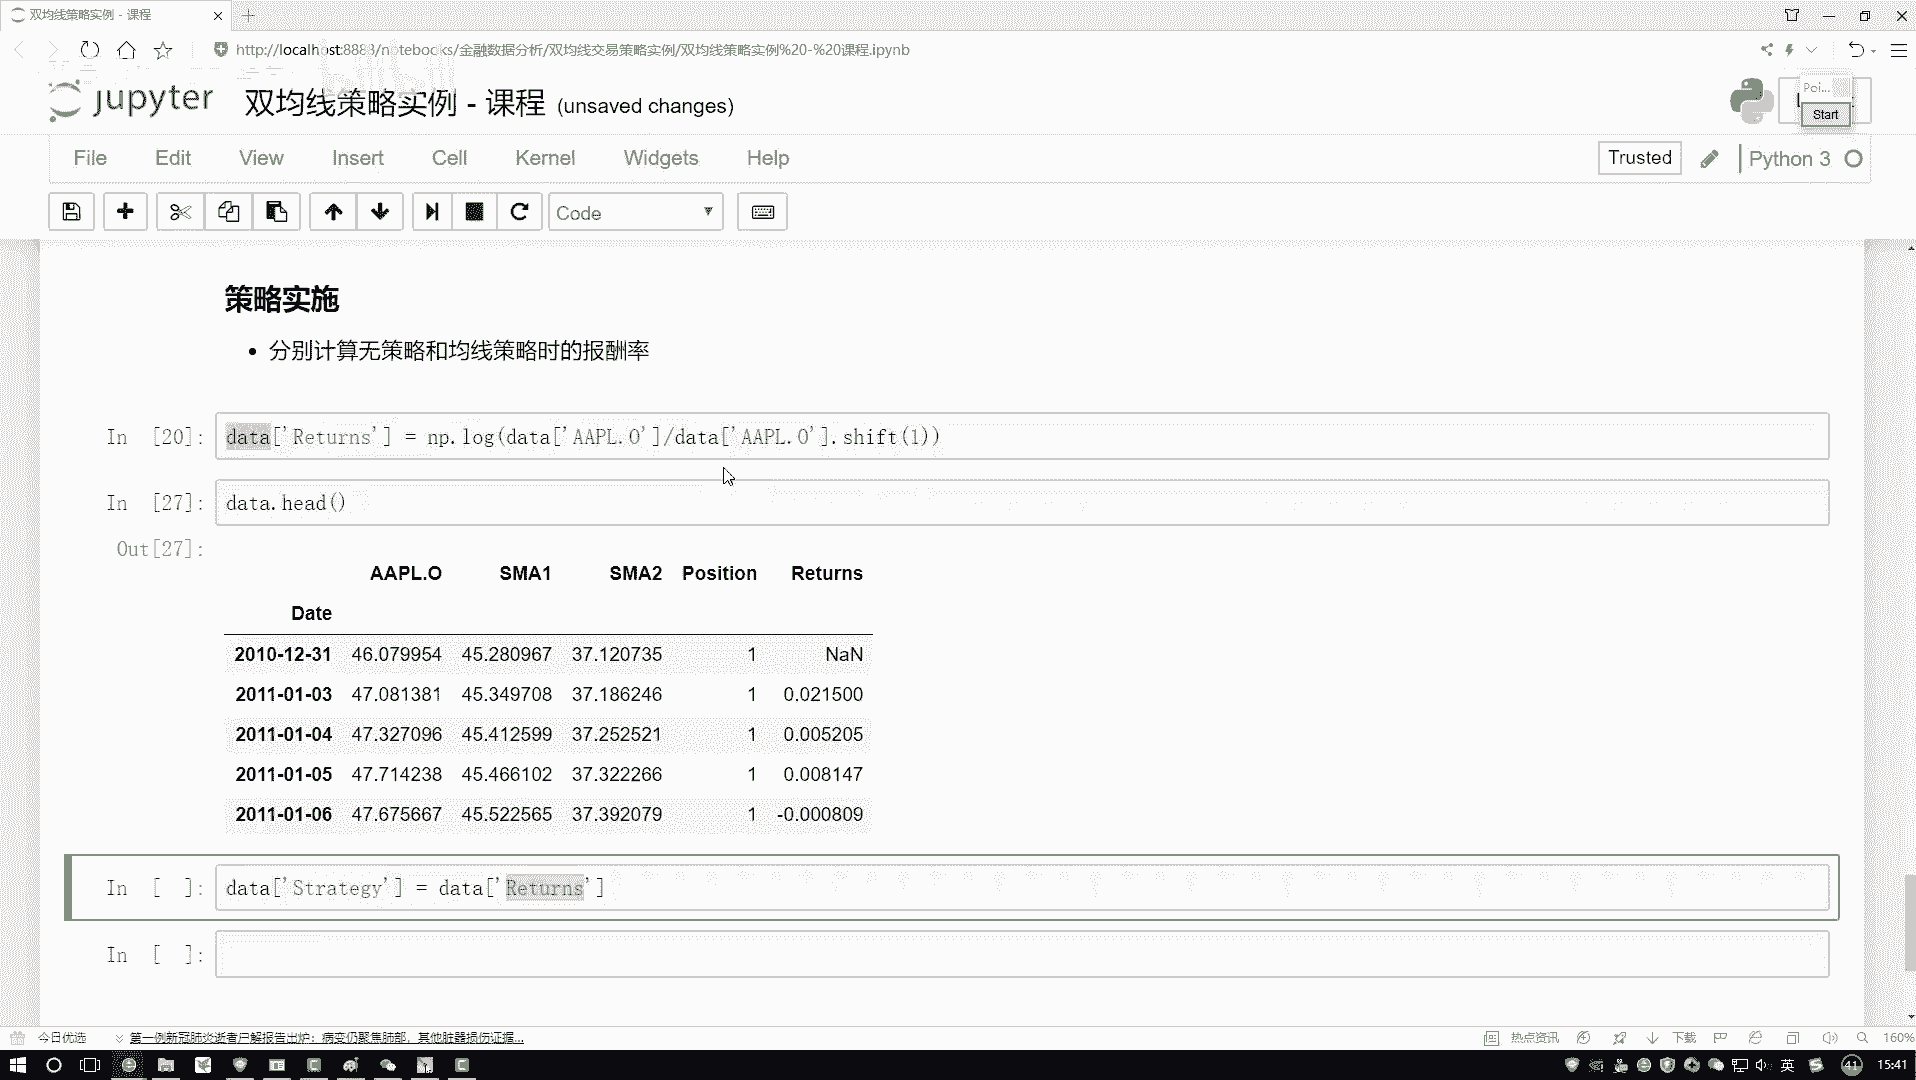 双均线策略实例 - 课程
http://localhost:8888/notebooks/金融数据分析/双均线交易策略实例/双均线策略实例%20-%20课程.ipynb
jupyter 双均线策略实例 - 课程 (unsaved changes)
Poi...
Start
File Edit View Insert Cell Kernel Widgets Help
Trusted Python 3
Code
策略实施
分别计算无策略和均线策略时的报酬率
In [20]: data['Returns'] = np.log(data['AAPL.O']/data['AAPL.O'].shift(1))
In [27]: data.head()
Out[27]:
AAPL.O SMA1 SMA2 Position Returns
Date
2010-12-31 46.079954 45.280967 37.120735 1 NaN
2011-01-03 47.081381 45.349708 37.186246 1 0.021500
2011-01-04 47.327096 45.412599 37.252521 1 0.005205
2011-01-05 47.714238 45.466102 37.322266 1 0.008147
2011-01-06 47.675667 45.522565 37.392079 1 -0.000809
In [ ]: data['Strategy'] = data['Returns']
In [ ]:
今日优选 第一例新冠肺炎逝者尸解报告出炉：病变仍聚焦肺部，其他脏器损伤证据...
热点资讯 下载 160%
英 41 15:41